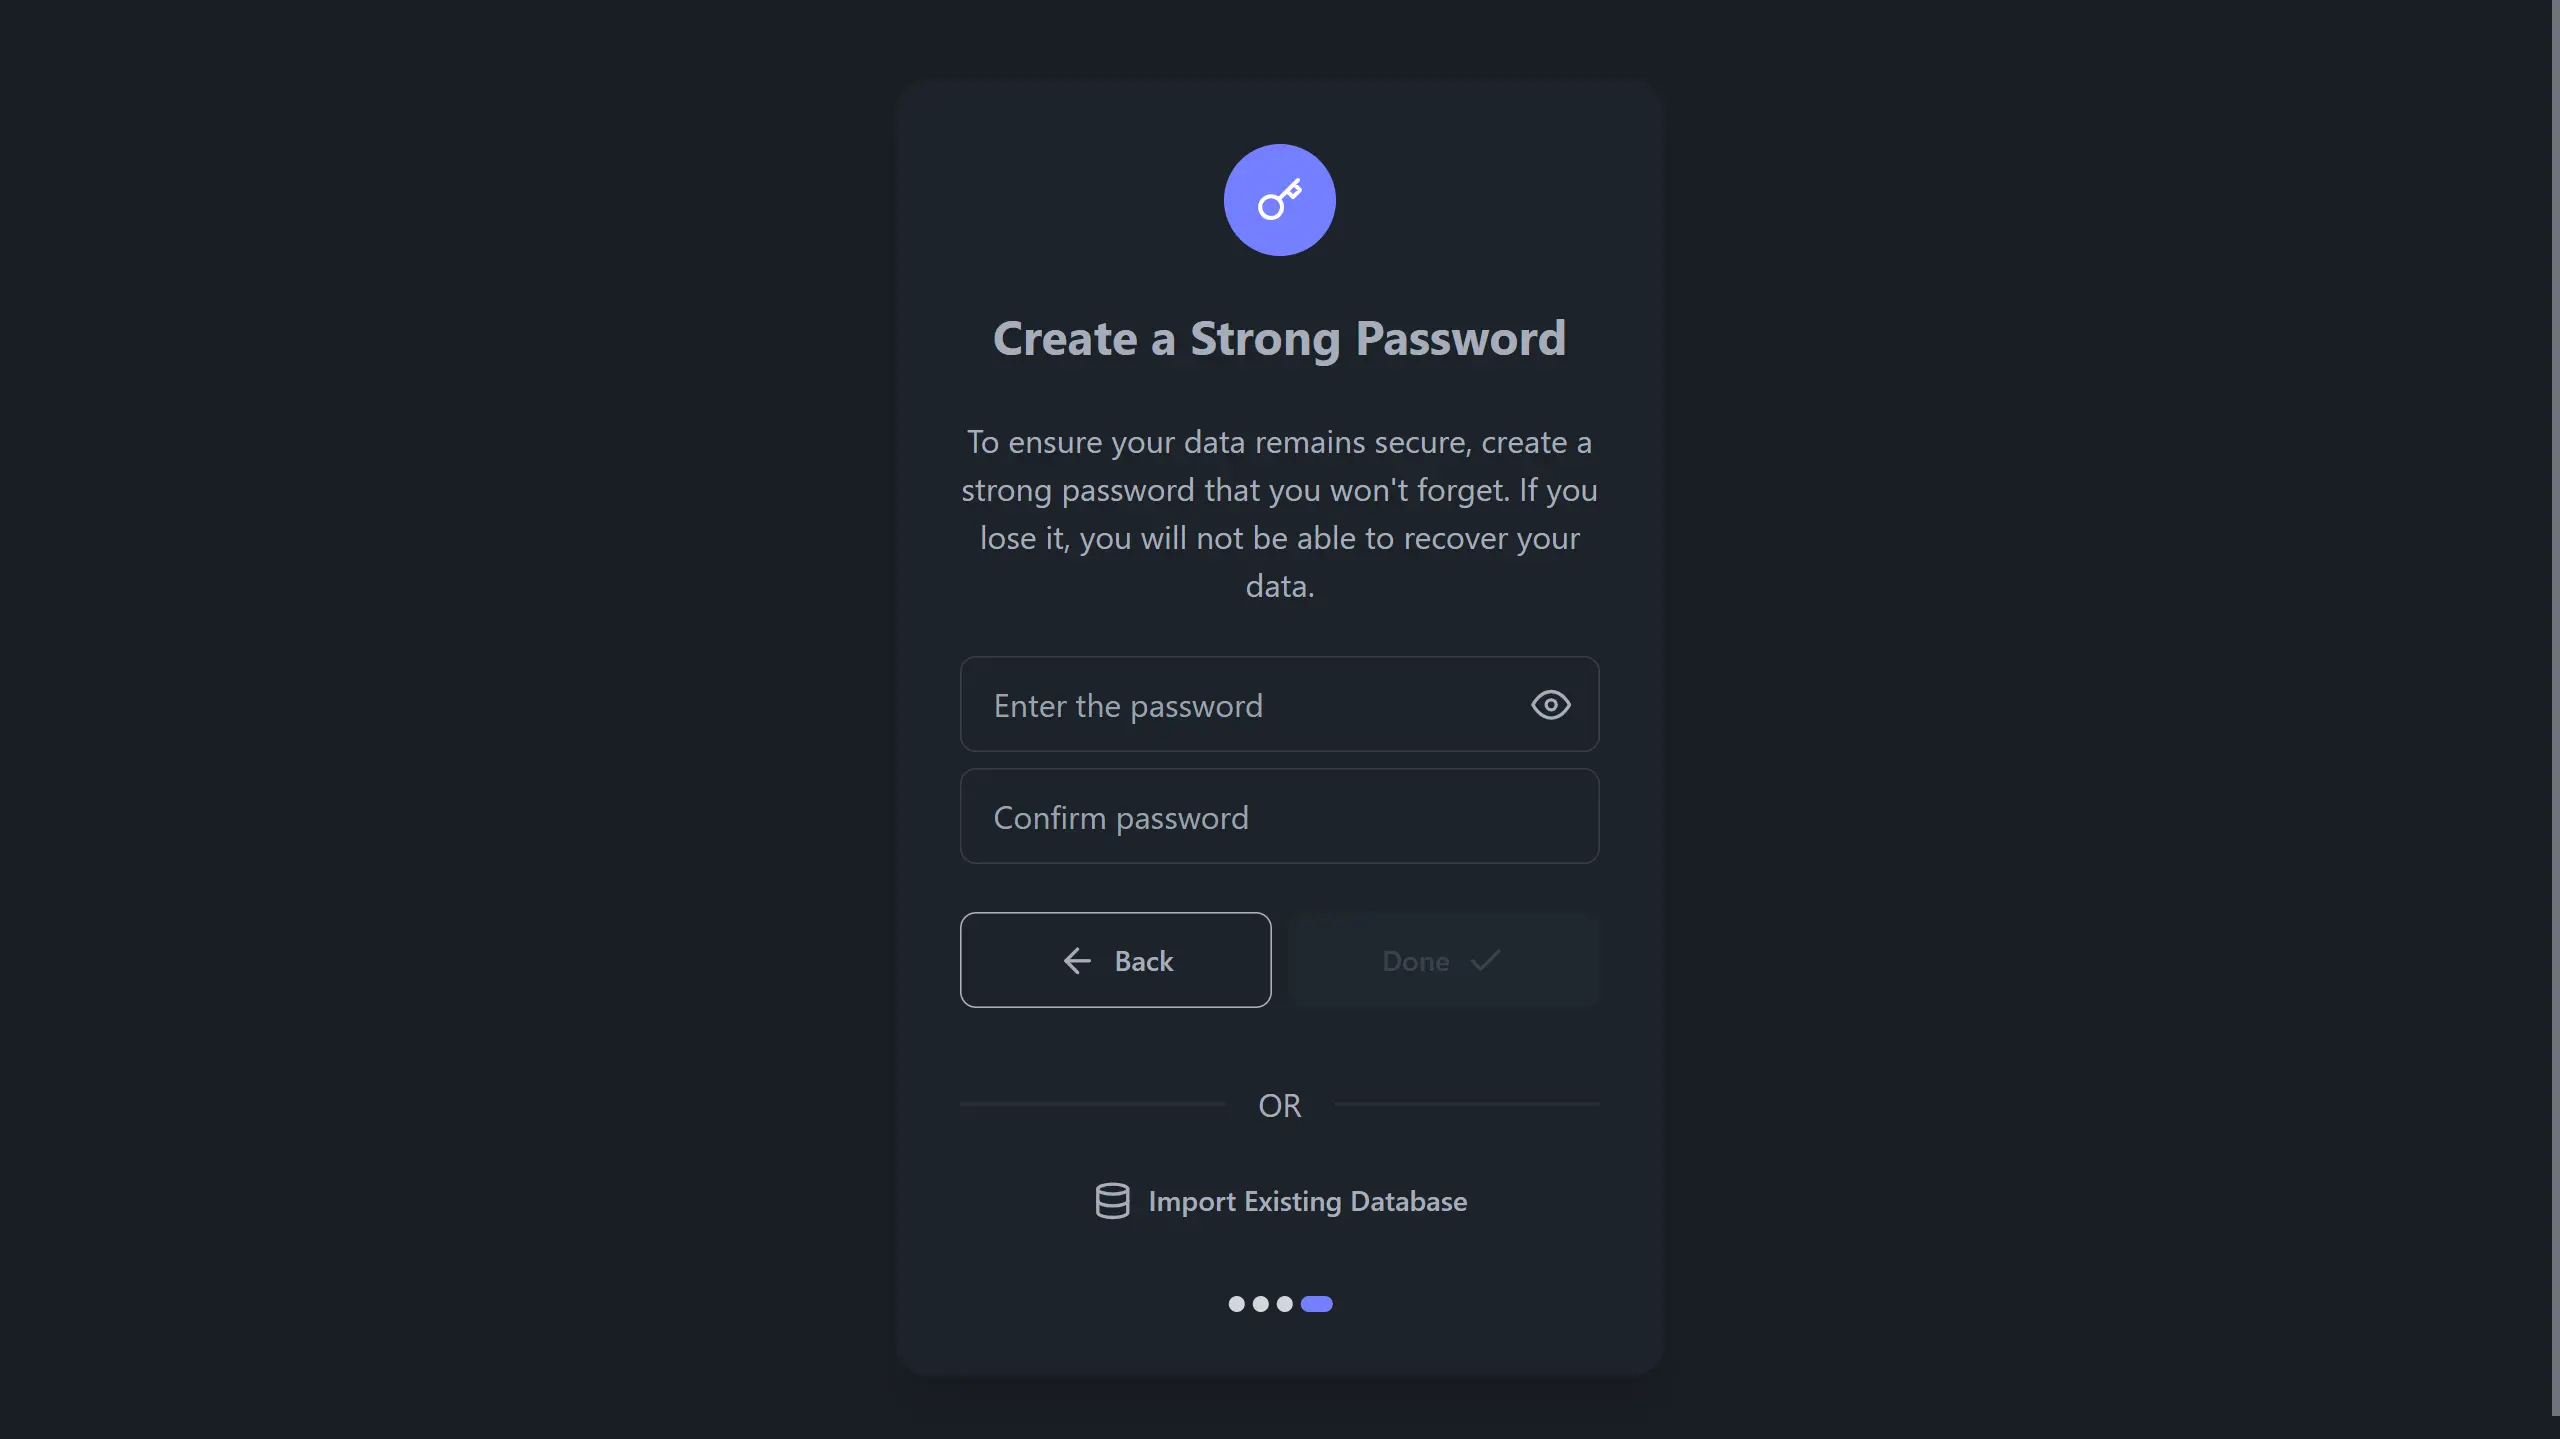 Create a Strong Password
To ensure your data remains secure, create a
strong password that you won't forget. If you
lose it, you will not be able to recover your
data.
Enter the password
Confirm password
Back
Done
OR
Import Existing Database